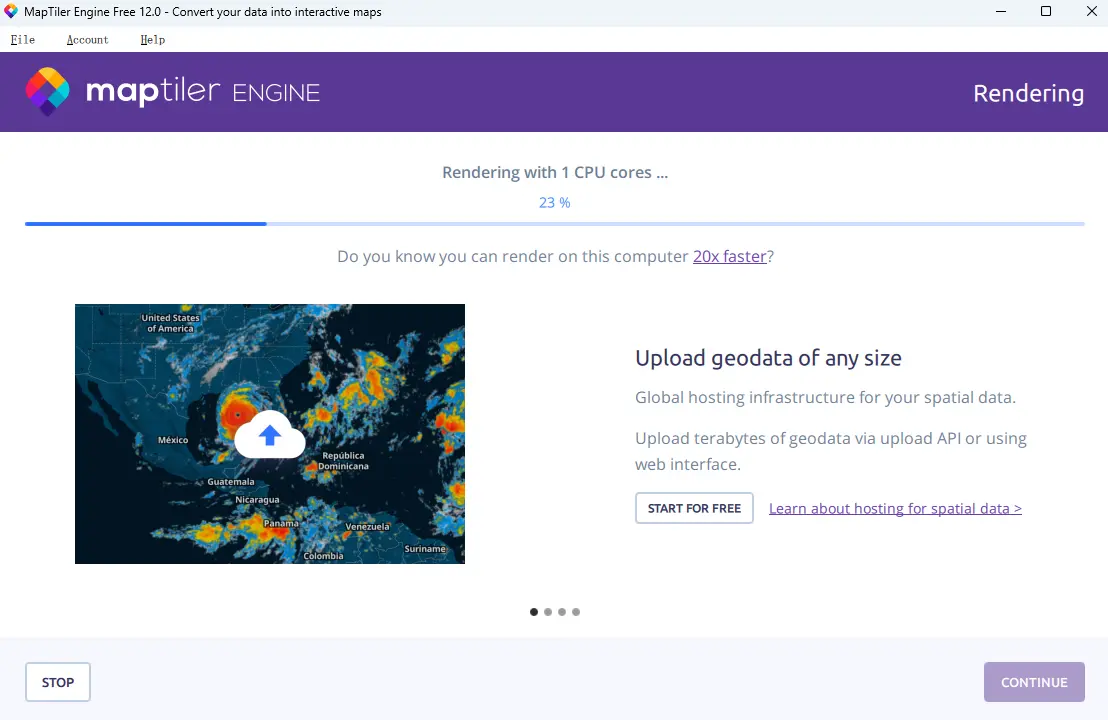 MapTiler Engine Free 12.0 - Convert your data into interactive maps
File Account Help
maptiler ENGINE
Rendering
Rendering with 1 CPU cores ...
23 %
Do you know you can render on this computer 20x faster?
United States
of America
México
República
Dominicana
Guatemala
Nicaragua
Panama
Venezuela
Colombia
Suriname
Upload geodata of any size
Global hosting infrastructure for your spatial data.
Upload terabytes of geodata via upload API or using
web interface.
START FOR FREE
Learn about hosting for spatial data >
STOP
CONTINUE